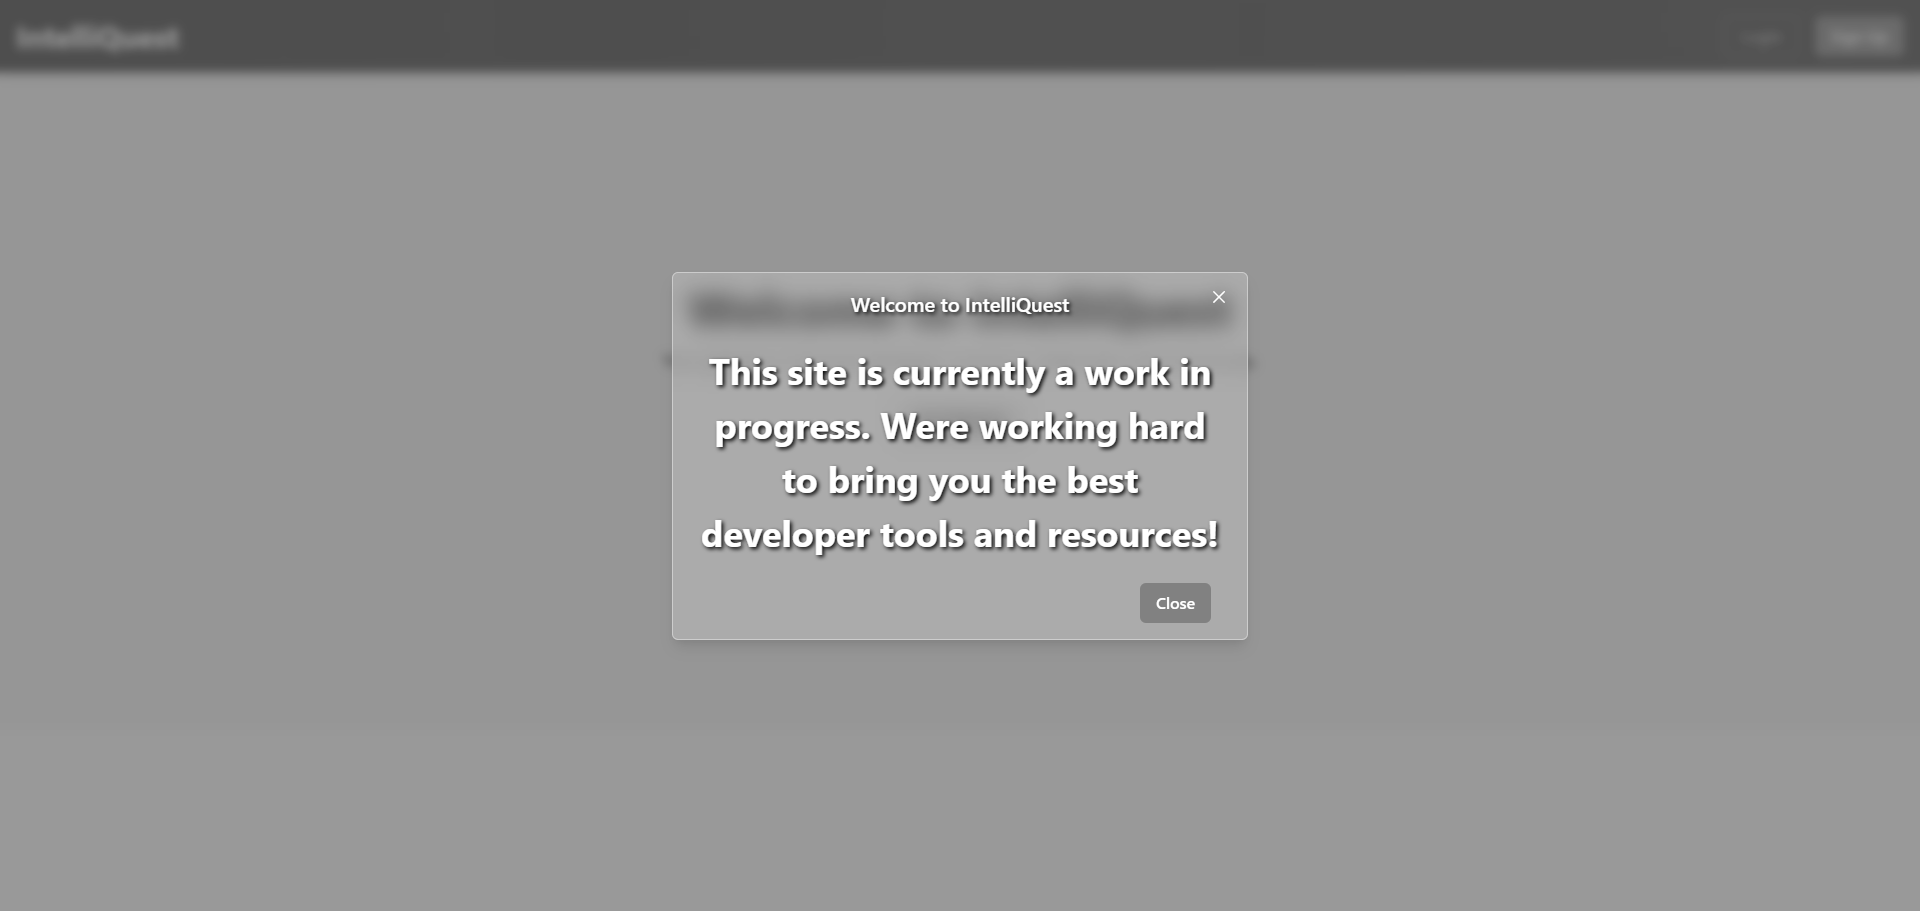 IntelliQuest
Welcome to IntelliQuest
This site is currently a work in
progress. Were working hard
to bring you the best
developer tools and resources!
Close